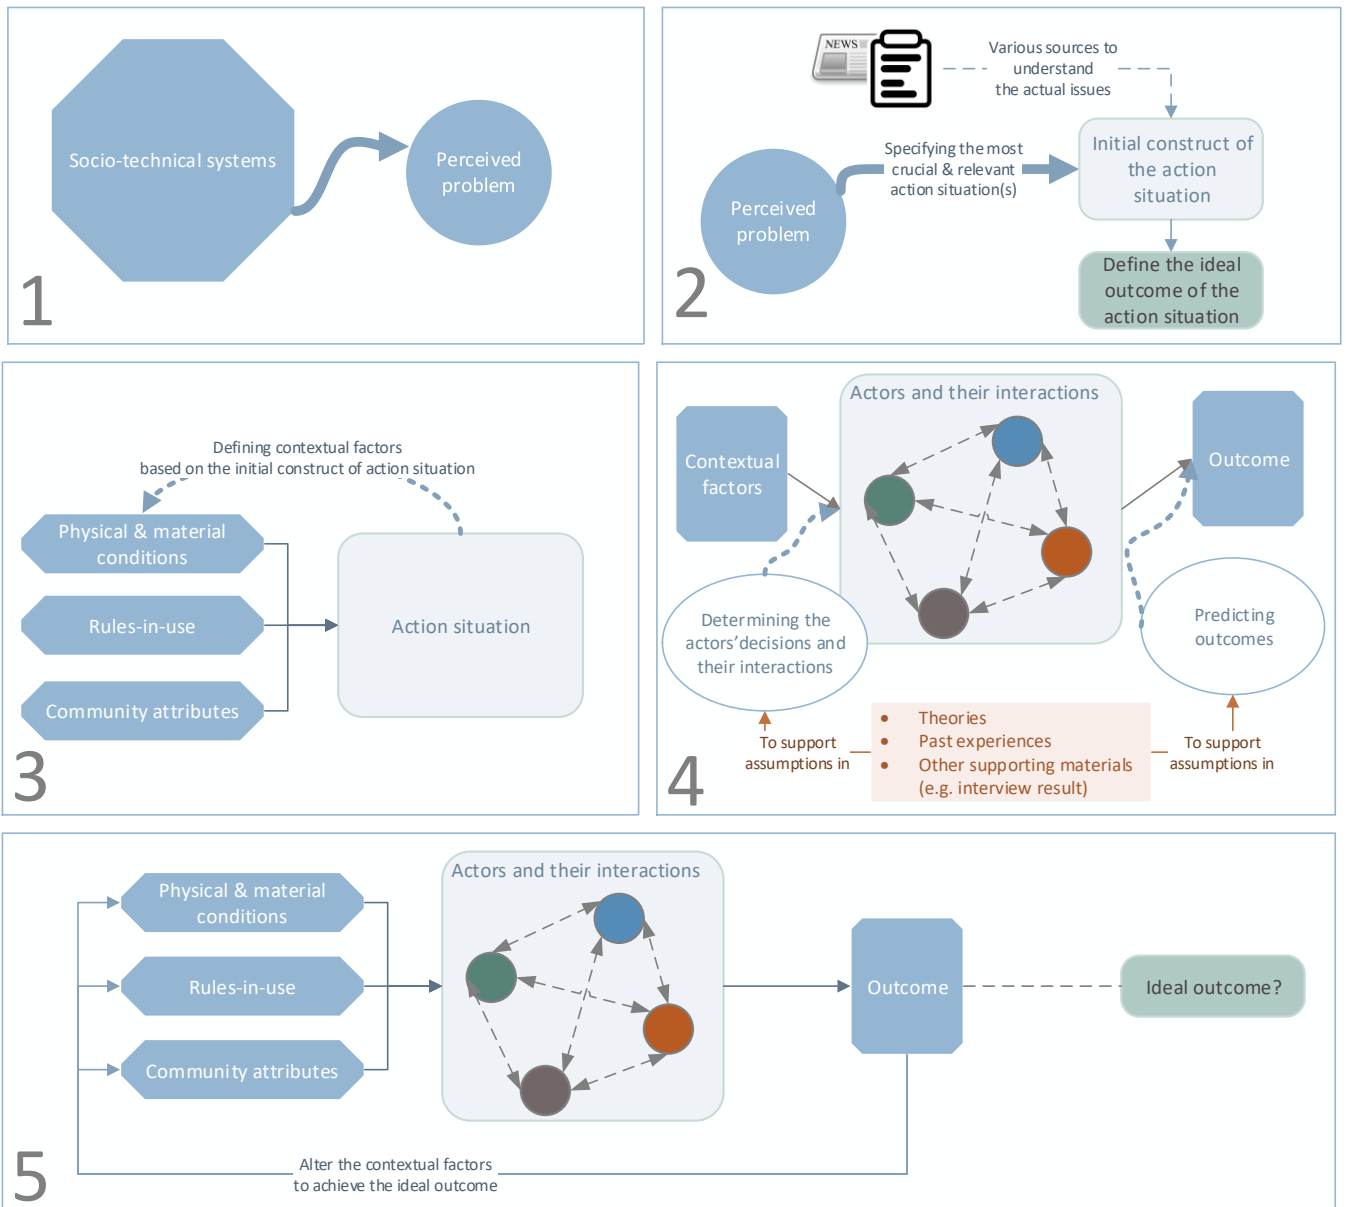 Socio-technical systems
Perceived
problem
1
NEWS
Various sources to
understand
the actual issues
Perceived
problem
Specifying the most
crucial & relevant
action situation(s)
Initial construct of
the action
situation
Define the ideal
outcome of the
action situation
2
Defining contextual factors
based on the initial construct of action situation
Physical & material
conditions
Rules-in-use
Community attributes
Action situation
3
Contextual
factors
Actors and their interactions
Outcome
Determining the
actors’decisions and
their interactions
Predicting
outcomes
To support
assumptions in
• Theories
• Past experiences
• Other supporting materials
(e.g. interview result)
To support
assumptions in
4
Physical & material
conditions
Rules-in-use
Community attributes
Actors and their interactions
Outcome
Ideal outcome?
Alter the contextual factors
to achieve the ideal outcome
5